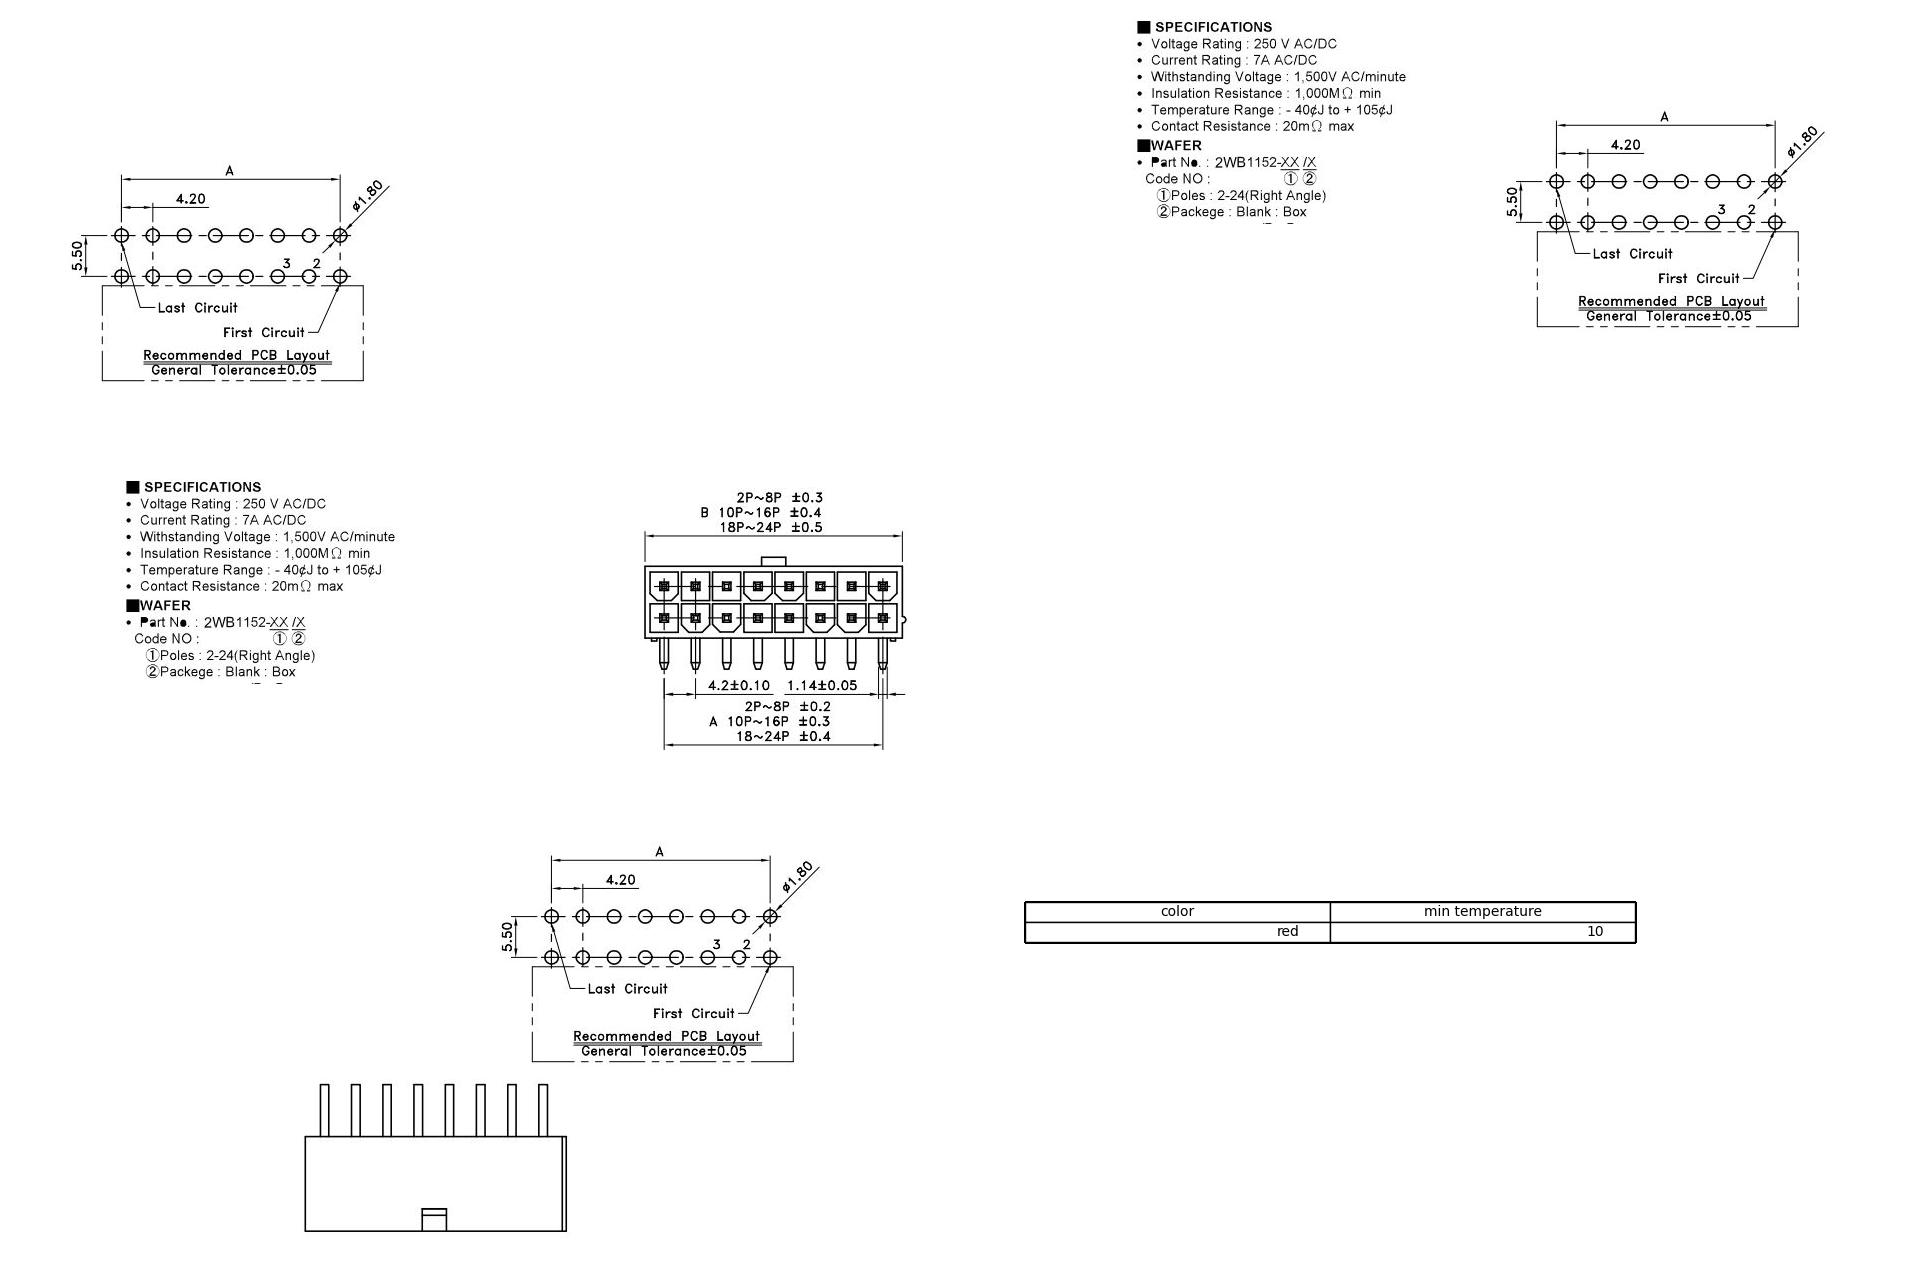 ■ SPECIFICATIONS
• Voltage Rating : 250 V AC/DC
• Current Rating : 7A AC/DC
• Withstanding Voltage : 1,500V AC/minute
• Insulation Resistance : 1,000MΩ min
• Temperature Range : - 40¢J to + 105¢J
• Contact Resistance : 20mΩ max
■WAFER
• Part No. : 2WB1152-XX /X
Code NO : ① ②
①Poles : 2-24(Right Angle)
②Packege : Blank : Box
A
ø1.80
4.20
5.50
3 2
Last Circuit
First Circuit
Recommended PCB Layout
General Tolerance±0.05
A
ø1.80
4.20
5.50
3 2
Last Circuit
First Circuit
Recommended PCB Layout
General Tolerance±0.05
■ SPECIFICATIONS
• Voltage Rating : 250 V AC/DC
• Current Rating : 7A AC/DC
• Withstanding Voltage : 1,500V AC/minute
• Insulation Resistance : 1,000MΩ min
• Temperature Range : - 40¢J to + 105¢J
• Contact Resistance : 20mΩ max
■WAFER
• Part No. : 2WB1152-XX /X
Code NO : ① ②
①Poles : 2-24(Right Angle)
②Packege : Blank : Box
2P~8P ±0.3
B 10P~16P ±0.4
18P~24P ±0.5
4.2±0.10 1.14±0.05
2P~8P ±0.2
A 10P~16P ±0.3
18~24P ±0.4
A
ø1.80
4.20
5.50
3 2
Last Circuit
First Circuit
Recommended PCB Layout
General Tolerance±0.05
color min temperature
red 10